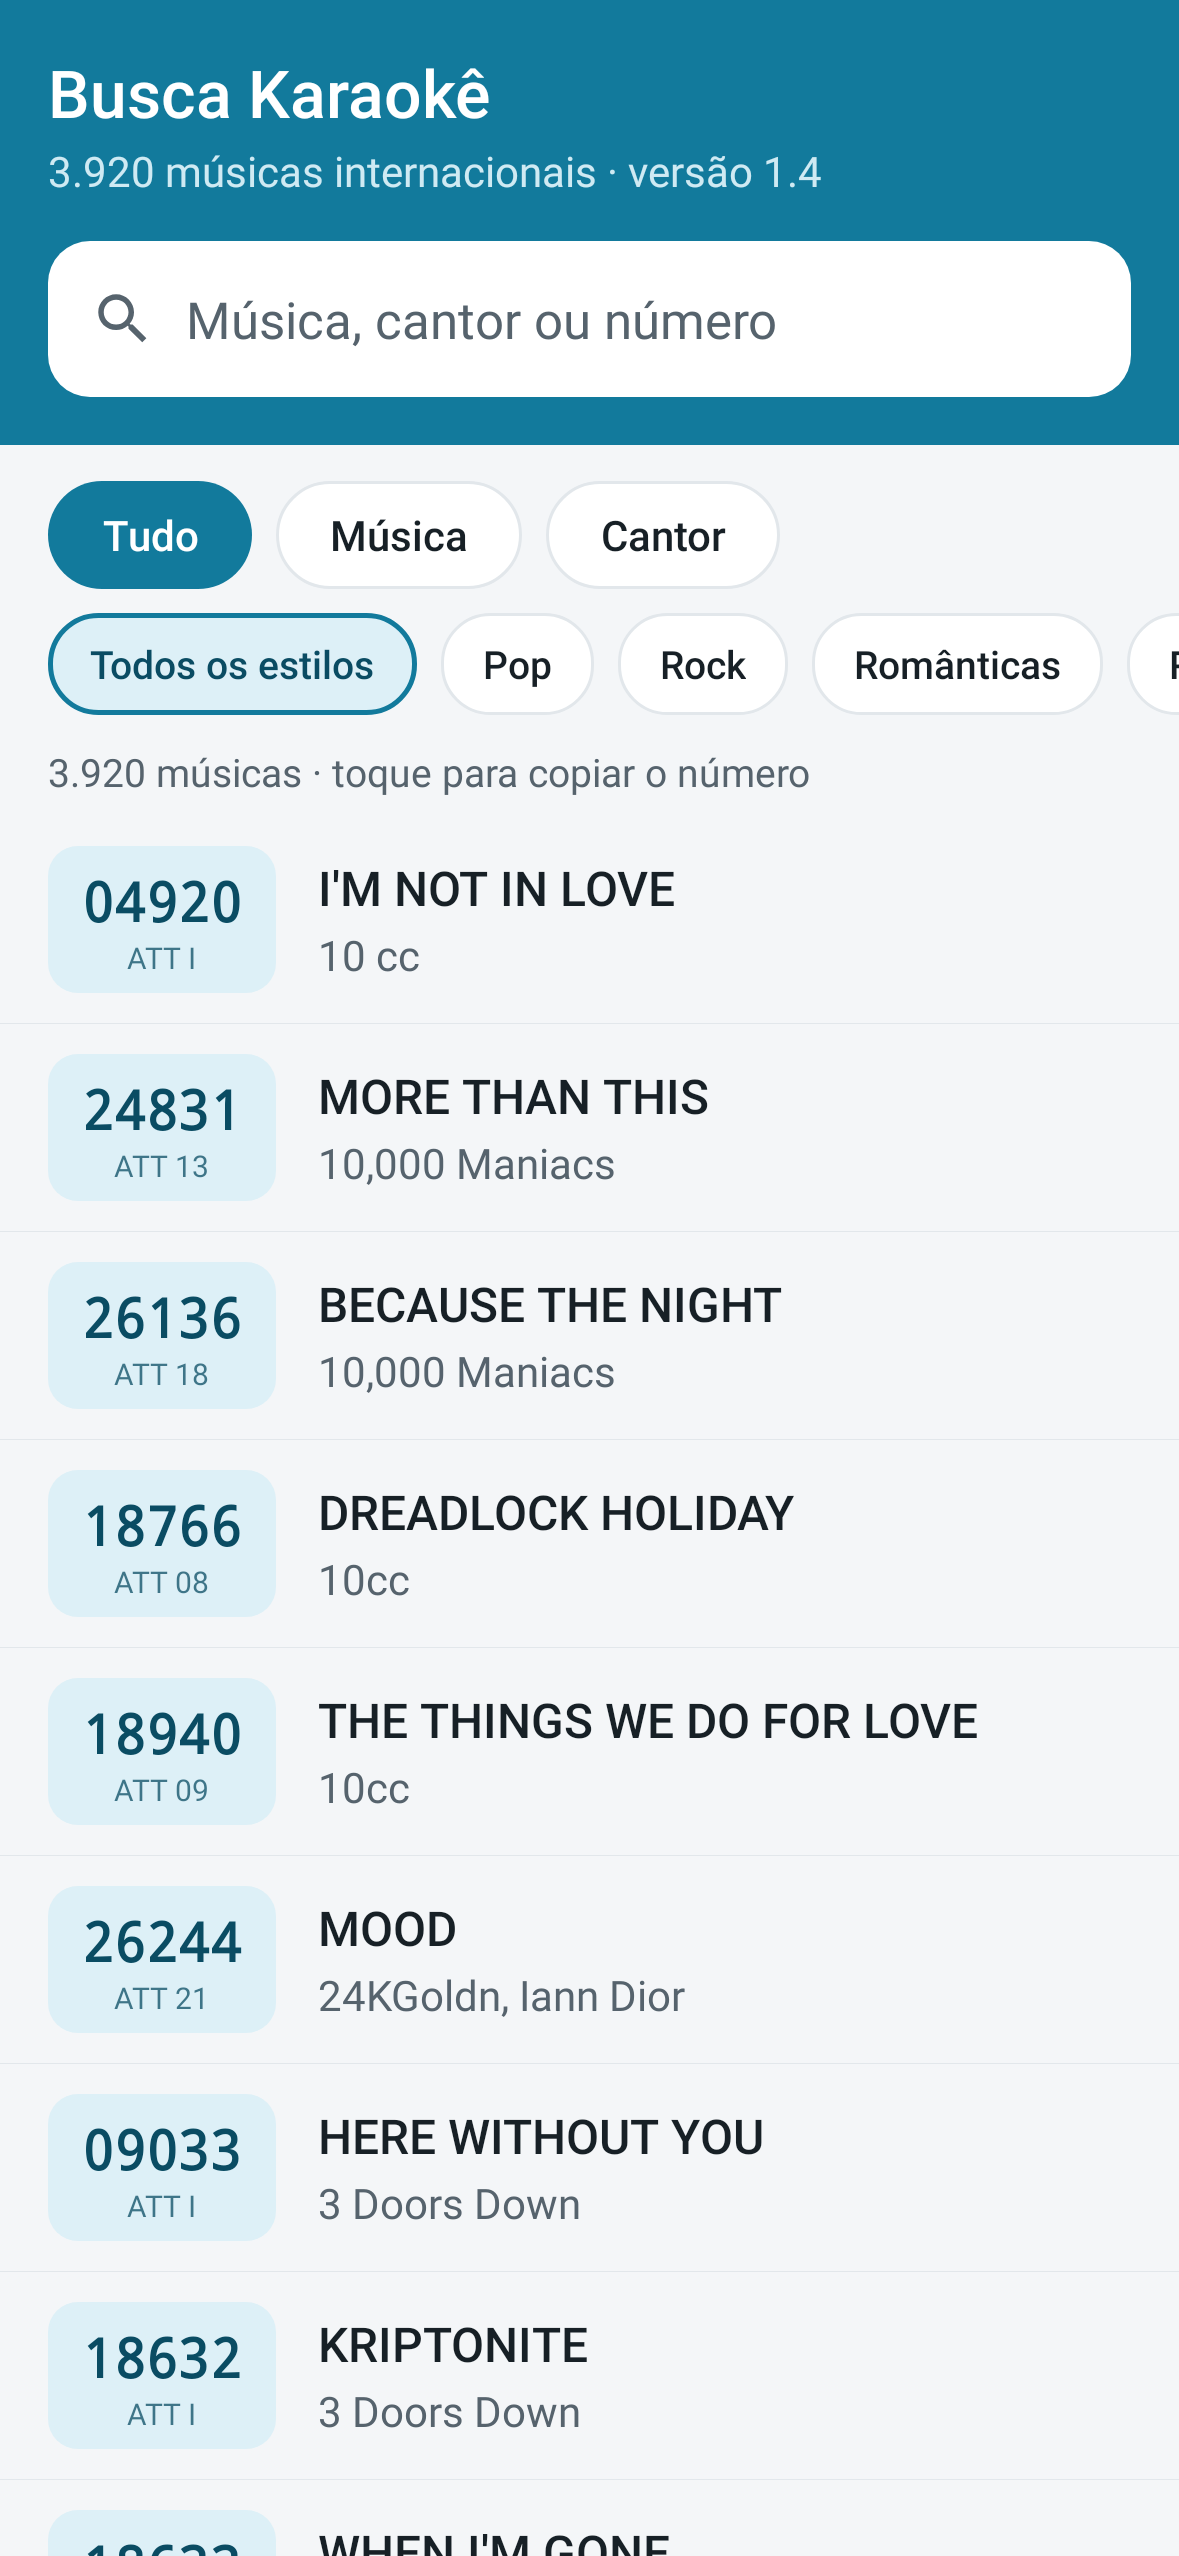 Busca Karaokê
3.920 músicas internacionais · versão 1.4
Música, cantor ou número
Tudo Música Cantor
Todos os estilos Pop Rock Românticas
3.920 músicas · toque para copiar o número
04920 I'M NOT IN LOVE
ATT I 10 cc
24831 MORE THAN THIS
ATT 13 10,000 Maniacs
26136 BECAUSE THE NIGHT
ATT 18 10,000 Maniacs
18766 DREADLOCK HOLIDAY
ATT 08 10cc
18940 THE THINGS WE DO FOR LOVE
ATT 09 10cc
26244 MOOD
ATT 21 24KGoldn, Iann Dior
09033 HERE WITHOUT YOU
ATT I 3 Doors Down
18632 KRIPTONITE
ATT I 3 Doors Down
WHEN I'M GONE